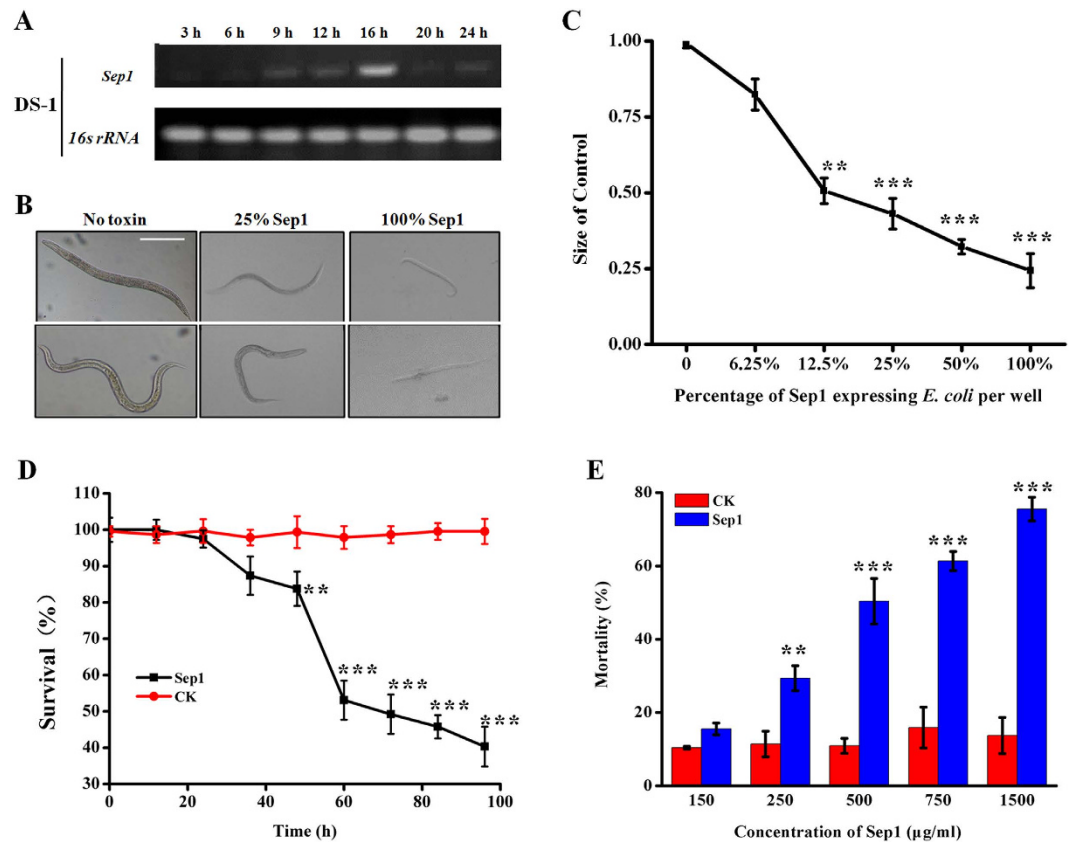 A
3 h 6 h 9 h 12 h 16 h 20 h 24 h
Sep1
DS-1
16s rRNA
B
No toxin 25% Sep1 100% Sep1
C
1.00
0.75
0.50
0.25
0.00
Size of Control
** *** *** ***
0 6.25% 12.5% 25% 50% 100%
Percentage of Sep1 expressing E. coli per well
D
110
100
90
80
70
60
50
40
30
Survival (%)
**
***
***
***
***
Sep1
CK
0 20 40 60 80 100
Time (h)
E
80
60
40
20
0
Mortality (%)
CK
Sep1
**
***
***
***
150 250 500 750 1500
Concentration of Sep1 (µg/ml)